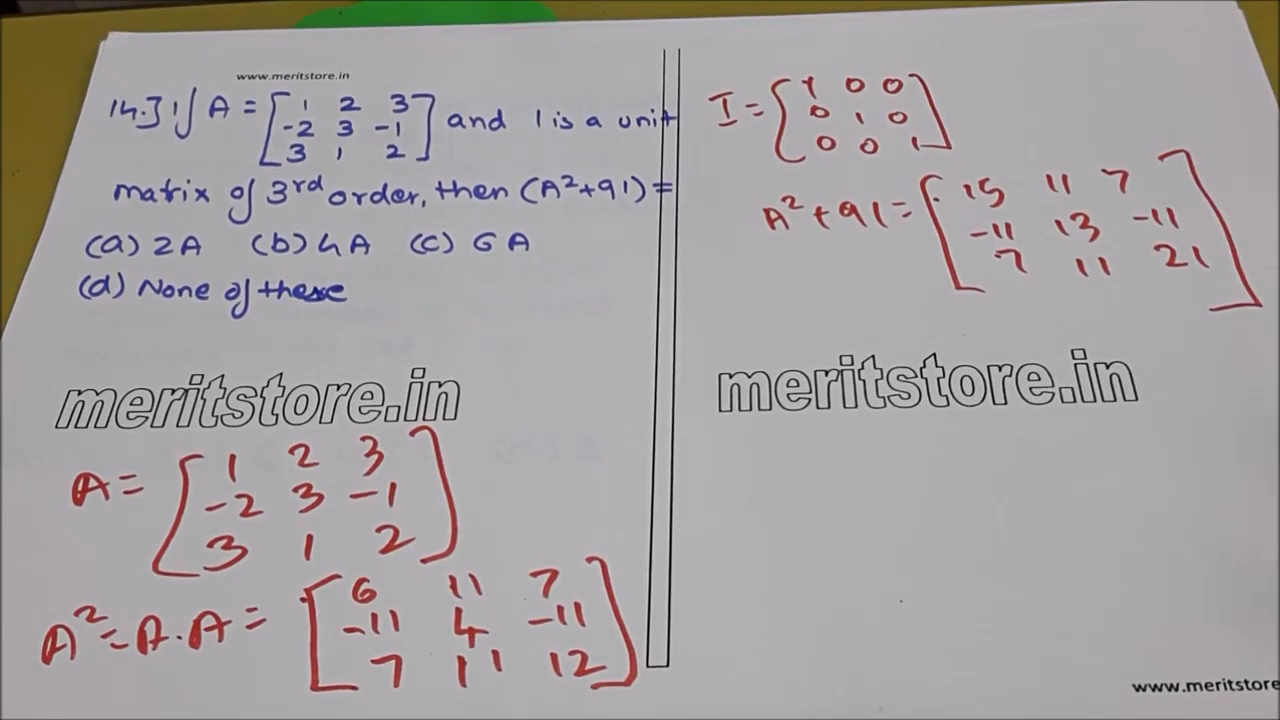 www.meritstore.in
14.] If A = [ 1 2 3
-2 3 -1
3 1 2 ] and I is a unit
matrix of 3rd order, then (A²+9I) =
(a) 2A (b) 4A (c) 6A
(d) None of these
meritstore.in
A = [ 1 2 3
-2 3 -1
3 1 2 ]
A² = A.A = [ 6 11 7
-11 4 -11
7 11 12 ]
I = [ 1 0 0
0 1 0
0 0 1 ]
A²+9I = [ 15 11 7
-11 13 -11
7 11 21 ]
meritstore.in
www.meritstore